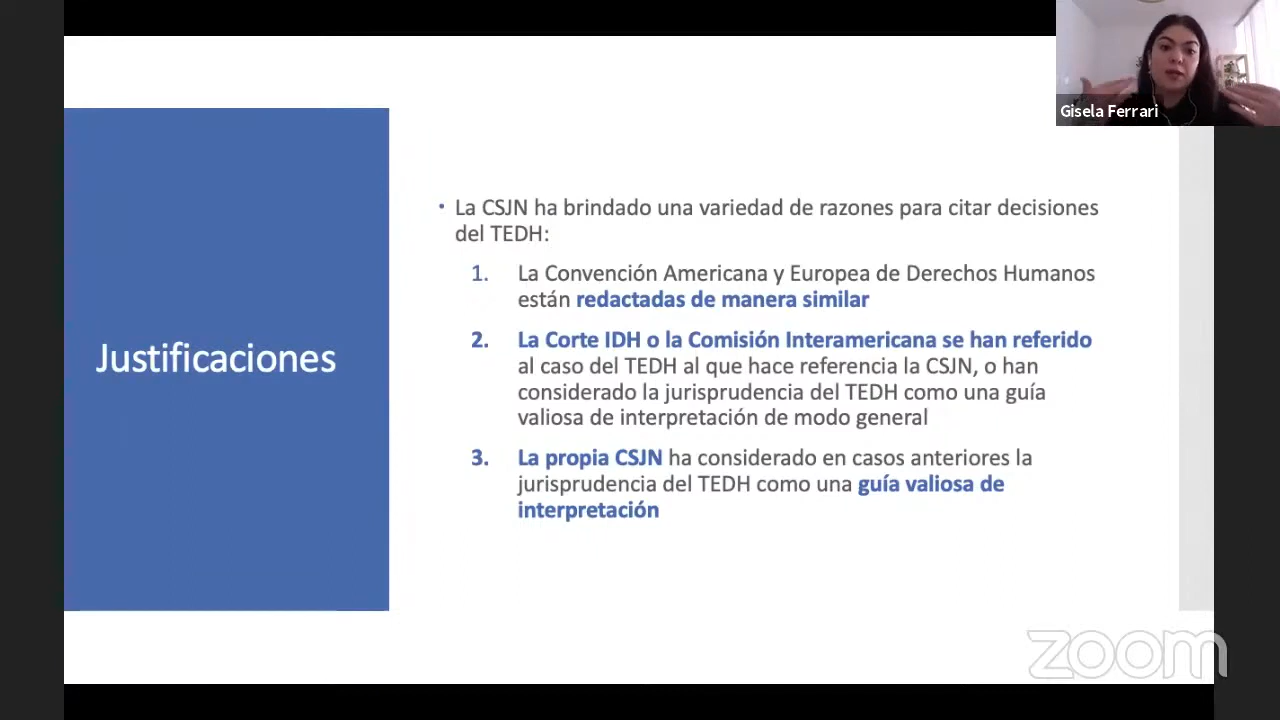 Gisela Ferrari
Justificaciones
• La CSJN ha brindado una variedad de razones para citar decisiones
del TEDH:
1. La Convención Americana y Europea de Derechos Humanos
están redactadas de manera similar
2. La Corte IDH o la Comisión Interamericana se han referido
al caso del TEDH al que hace referencia la CSJN, o han
considerado la jurisprudencia del TEDH como una guía
valiosa de interpretación de modo general
3. La propia CSJN ha considerado en casos anteriores la
jurisprudencia del TEDH como una guía valiosa de
interpretación
zoom